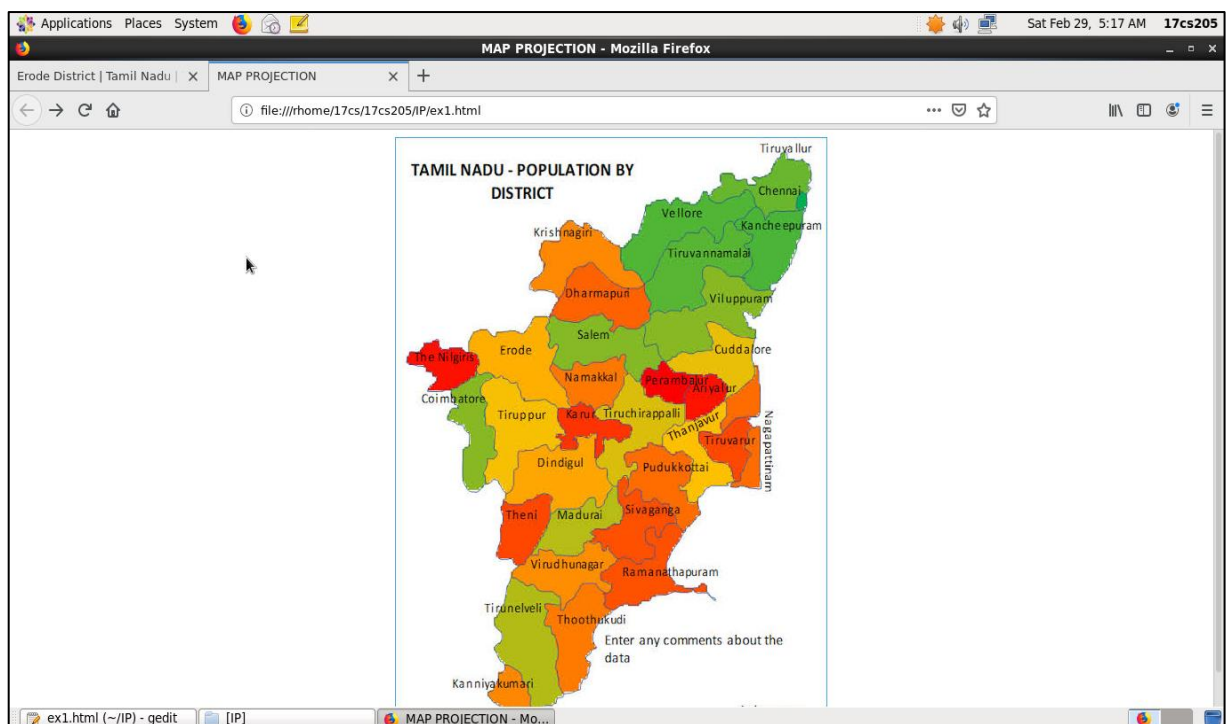 Applications Places System
Sat Feb 29, 5:17 AM 17cs205
MAP PROJECTION - Mozilla Firefox
Erode District | Tamil Nadu |
MAP PROJECTION
file:///rhome/17cs/17cs205/IP/ex1.html
TAMIL NADU - POPULATION BY
DISTRICT
Tiruvallur
Chennai
Vellore
Kancheepuram
Krishnagiri
Tiruvannamalai
Dharmapuri
Viluppuram
Salem
Erode
Cuddalore
The Nilgiris
Namakkal
Perambalur
Ariyalur
Coimbatore
Tiruppur
Karur
Tiruchirappalli
Thanjavur
Tiruvarur
Nagapattinam
Dindigul
Pudukkottai
Theni
Madurai
Sivaganga
Virudhunagar
Ramanathapuram
Tirunelveli
Thoothukudi
Enter any comments about the
data
Kanniyakumari
ex1.html (~/IP) - gedit
[IP]
MAP PROJECTION - Mo...